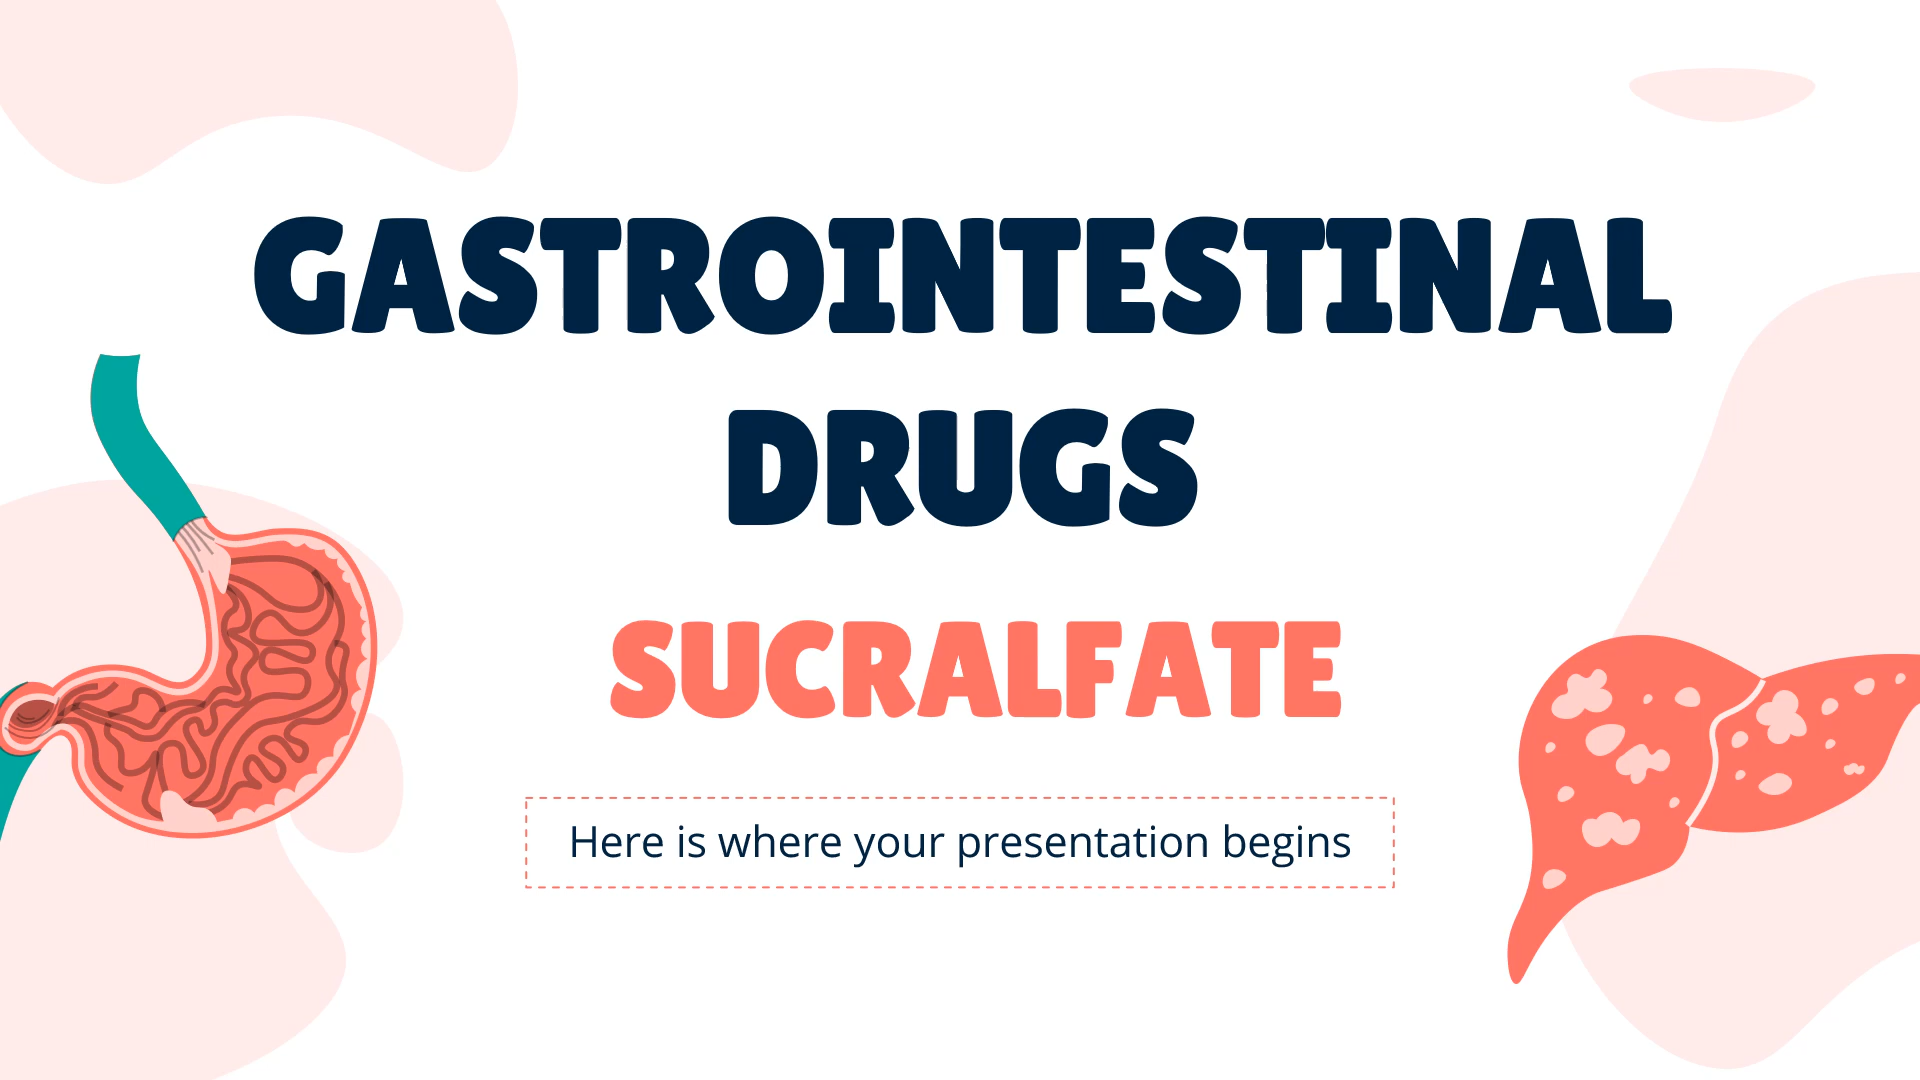 GASTROINTESTINAL
DRUGS
SUCRALFATE
Here is where your presentation begins